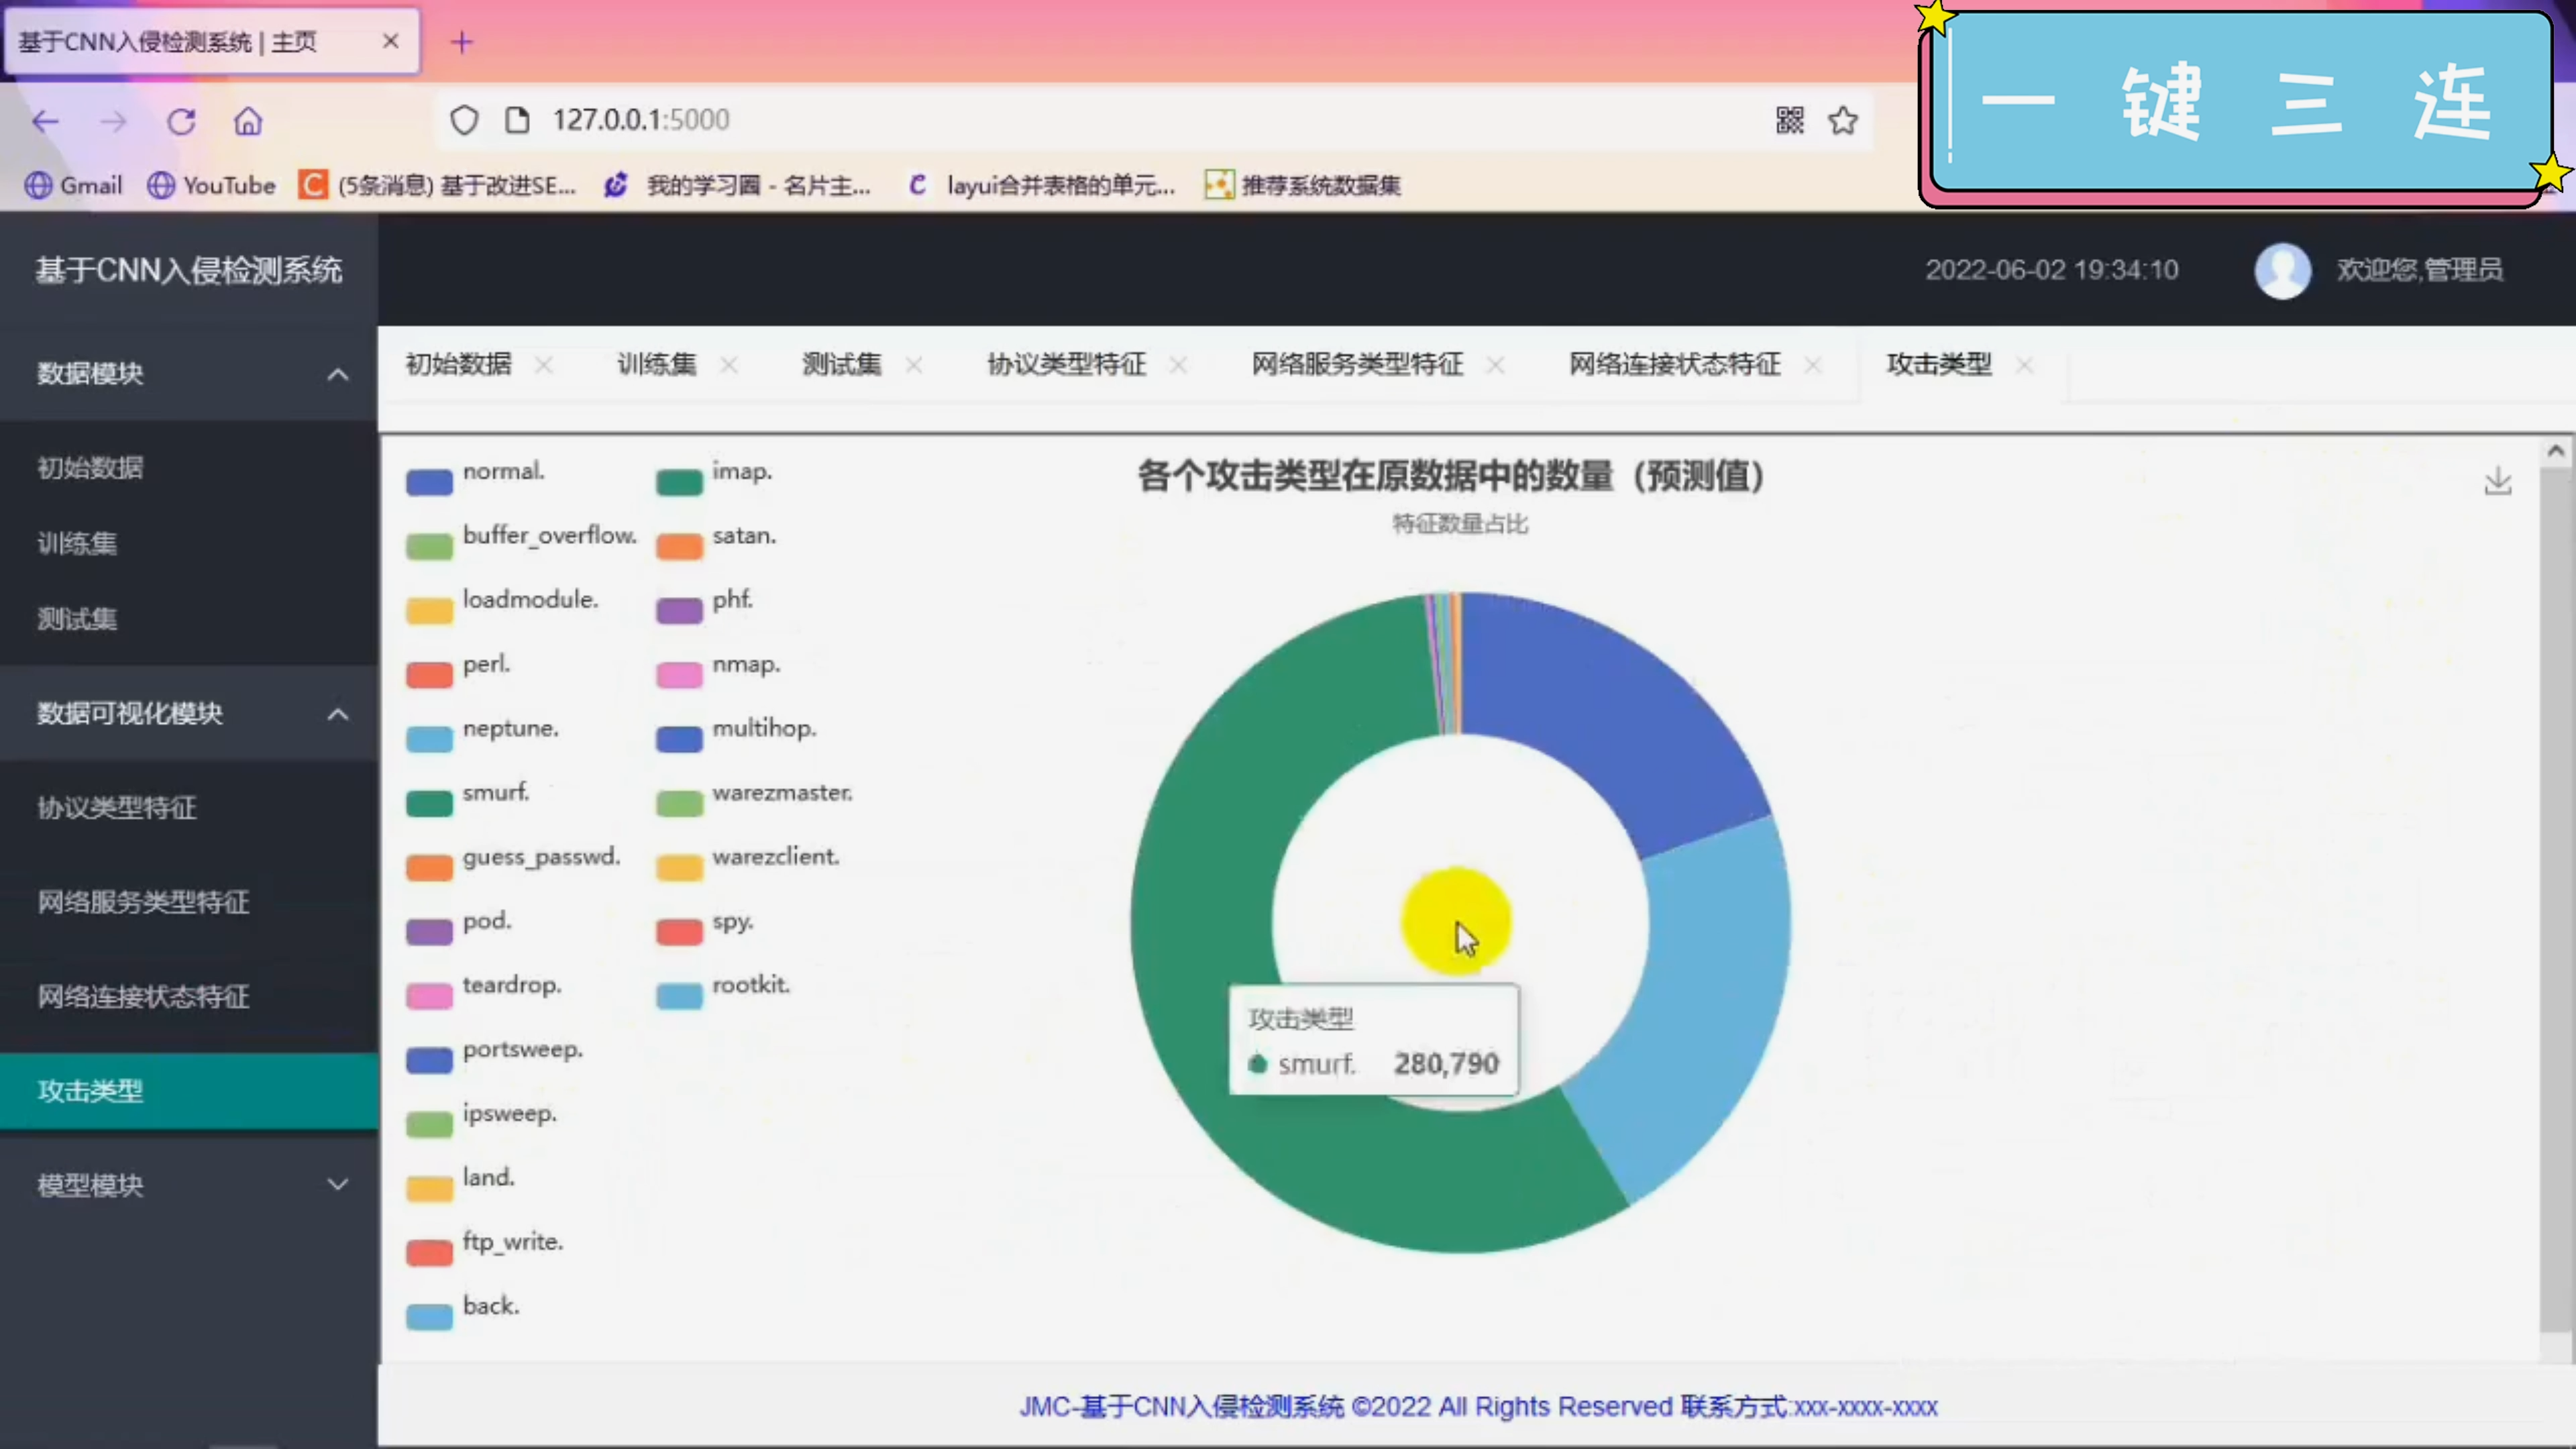 基于CNN入侵检测系统 | 主页
一键三连
127.0.0.1:5000
Gmail
YouTube
(5条消息) 基于改进SE...
我的学习圈 - 名片主...
layui合并表格的单元...
推荐系统数据集
基于CNN入侵检测系统
2022-06-02 19:34:10
欢迎您,管理员
数据模块
初始数据
训练集
测试集
数据可视化模块
协议类型特征
网络服务类型特征
网络连接状态特征
攻击类型
模型模块
初始数据
训练集
测试集
协议类型特征
网络服务类型特征
网络连接状态特征
攻击类型
各个攻击类型在原数据中的数量（预测值）
特征数量占比
normal.
buffer_overflow.
loadmodule.
perl.
neptune.
smurf.
guess_passwd.
pod.
teardrop.
portsweep.
ipsweep.
land.
ftp_write.
back.
imap.
satan.
phf.
nmap.
multihop.
warezmaster.
warezclient.
spy.
rootkit.
攻击类型
smurf. 280,790
JMC-基于CNN入侵检测系统 ©2022 All Rights Reserved 联系方式:xxx-xxxx-xxxx